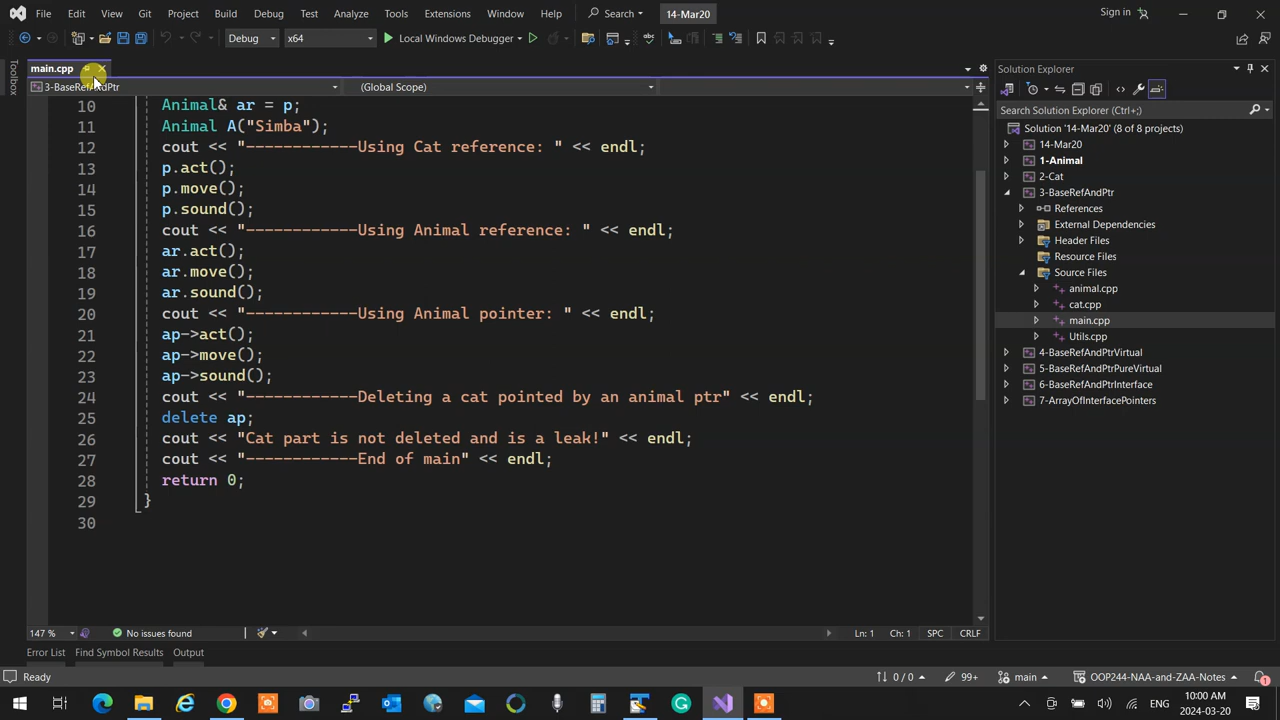 File Edit View Git Project Build Debug Test Analyze Tools Extensions Window Help Search 14-Mar20 Sign in
Debug x64 Local Windows Debugger
main.cpp
3-BaseRefAndPtr (Global Scope)
Toolbox
10 Animal& ar = p;
11 Animal A("Simba");
12 cout << "------------Using Cat reference: " << endl;
13 p.act();
14 p.move();
15 p.sound();
16 cout << "------------Using Animal reference: " << endl;
17 ar.act();
18 ar.move();
19 ar.sound();
20 cout << "------------Using Animal pointer: " << endl;
21 ap->act();
22 ap->move();
23 ap->sound();
24 cout << "------------Deleting a cat pointed by an animal ptr" << endl;
25 delete ap;
26 cout << "Cat part is not deleted and is a leak!" << endl;
27 cout << "------------End of main" << endl;
28 return 0;
29 }
30
147 % No issues found Ln: 1 Ch: 1 SPC CRLF
Solution Explorer
Search Solution Explorer (Ctrl+;)
Solution '14-Mar20' (8 of 8 projects)
14-Mar20
1-Animal
2-Cat
3-BaseRefAndPtr
References
External Dependencies
Header Files
Resource Files
Source Files
animal.cpp
cat.cpp
main.cpp
Utils.cpp
4-BaseRefAndPtrVirtual
5-BaseRefAndPtrPureVirtual
6-BaseRefAndPtrInterface
7-ArrayOfInterfacePointers
Error List Find Symbol Results Output
Ready 0 / 0 99+ main OOP244-NAA-and-ZAA-Notes 1
ENG 10:00 AM
2024-03-20